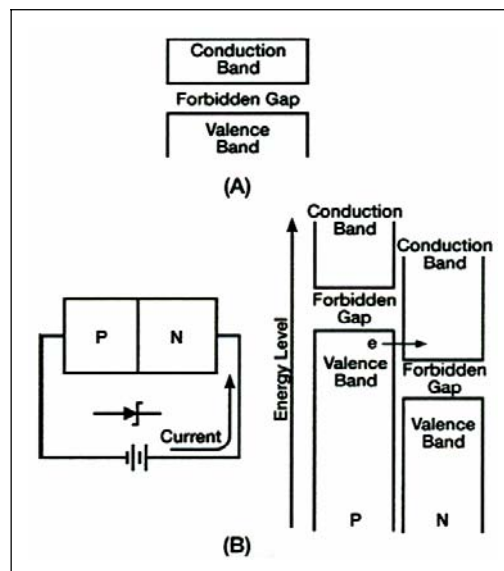 Conduction
Band
Forbidden Gap
Valence
Band
(A)
P
N
Current
Energy Level
Conduction
Band
Forbidden
Gap
e
Valence
Band
P
Conduction
Band
Forbidden
Gap
Valence
Band
N
(B)